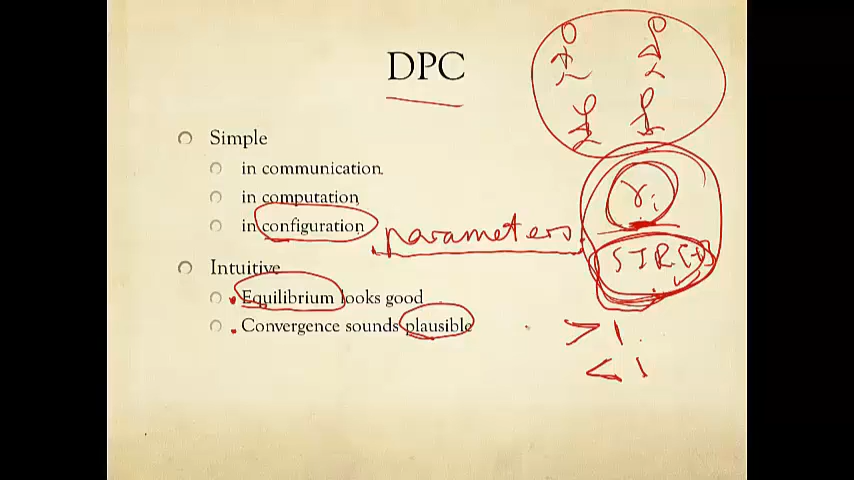 DPC
Simple
in communication
in computation
in configuration
parameters
γi
SIR[t]
Intuitive
Equilibrium looks good
Convergence sounds plausible
> 1
< 1